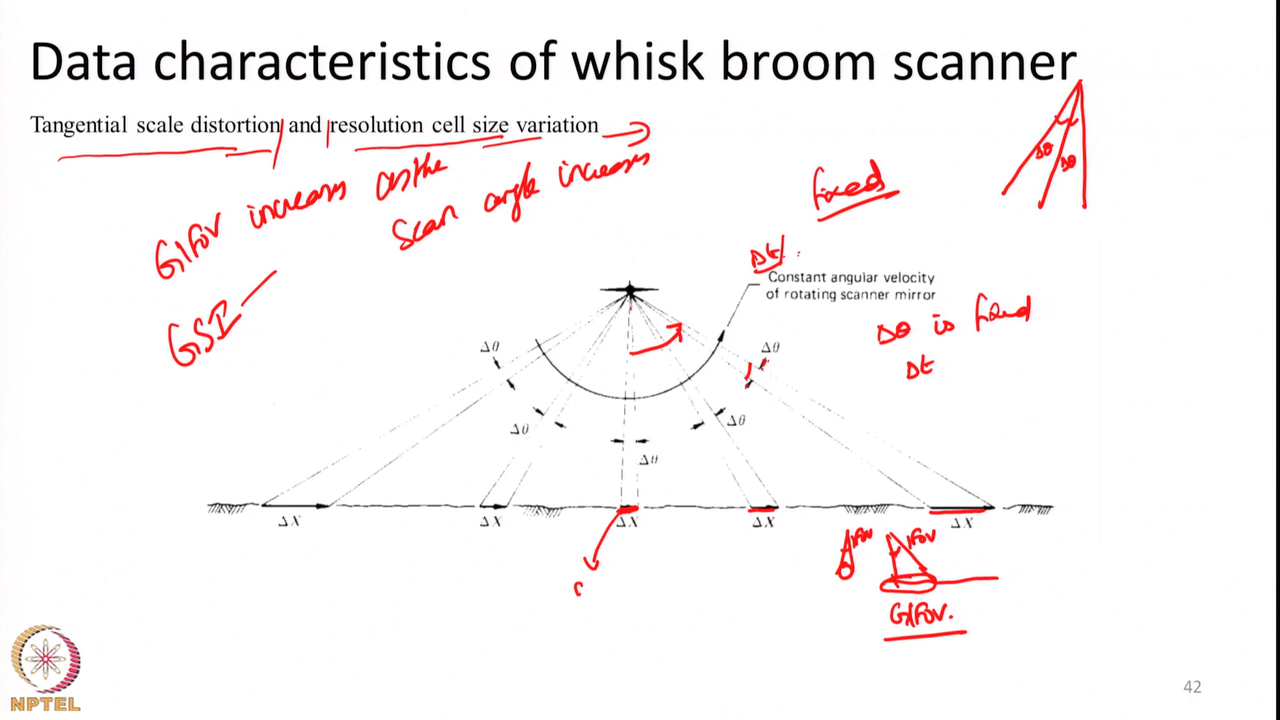 Data characteristics of whisk broom scanner
Tangential scale distortion and resolution cell size variation
GIFOV increases as the
scan angle increases
GSI
fixed
Δθ
Δθ
Δt
Constant angular velocity
of rotating scanner mirror
Δθ is fixed
Δt
Δθ
Δθ
Δθ
Δθ
Δθ
ΔX
ΔX
ΔX
ΔX
ΔX
IFOV
IFOV
GIFOV.
NPTEL
42